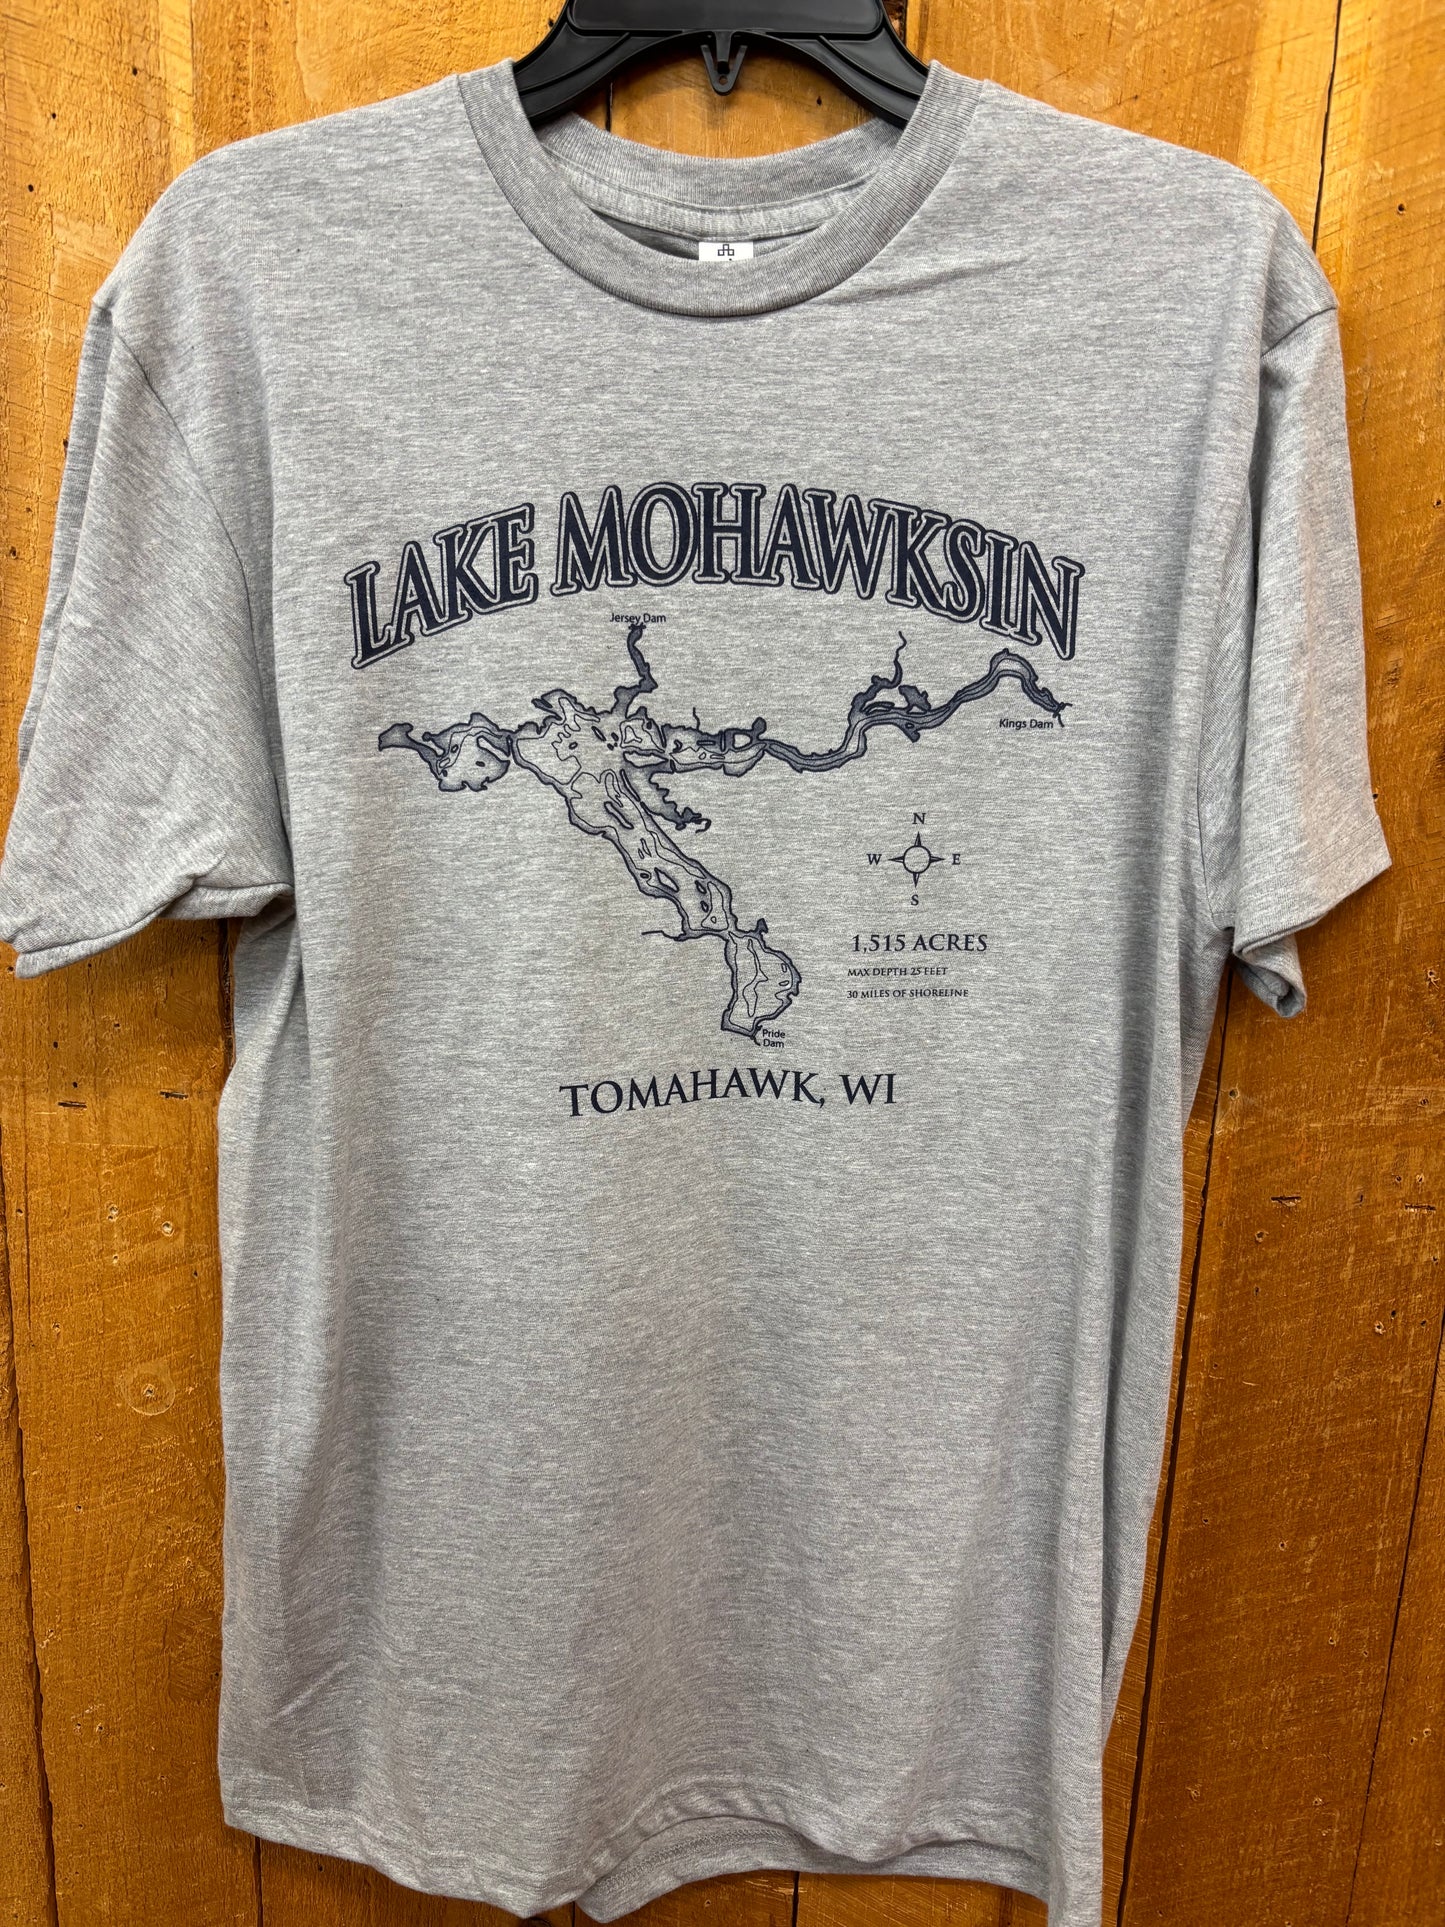 LAKE MOHAWKSIN
Jersey Dam
Kings Dam
N
W E
S
1,515 ACRES
MAX DEPTH 25 FEET
30 MILES OF SHORELINE
Pride
Dam
TOMAHAWK, WI